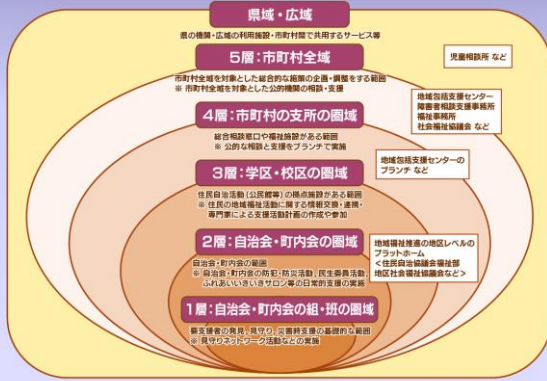 県域・広域
県の機関・広域の利用施設・市町村間で共用するサービス等
5層：市町村全域
児童相談所 など
市町村全域を対象とした総合的な施策の企画・調整をする範囲
※ 市町村全域を対象とした公的機関の相談・支援
地域包括支援センター
障害者相談支援事務所
福祉事務所
社会福祉協議会 など
4層：市町村の支所の圏域
総合相談窓口や福祉施設がある範囲
※ 公的な相談と支援をブランチで実施
地域包括支援センターの
ブランチ など
3層：学区・校区の圏域
住民自治活動（公民館等）の拠点施設がある範囲
※ 住民の地域福祉活動に関する情報交換・連携・
専門家による支援活動計画の作成や参加
2層：自治会・町内会の圏域
地域福祉推進の地区レベルの
プラットホーム
＜住民自治協議会福祉部
地区社会福祉協議会など＞
自治会・町内会の範囲
※ 自治会・町内会の防犯・防災活動，民生委員活動，
ふれあいいきいきサロン等の日常的支援の実施
1層：自治会・町内会の組・班の圏域
要支援者の発見，見守り，災害時支援の基礎的な範囲
※ 見守りネットワーク活動などの実施